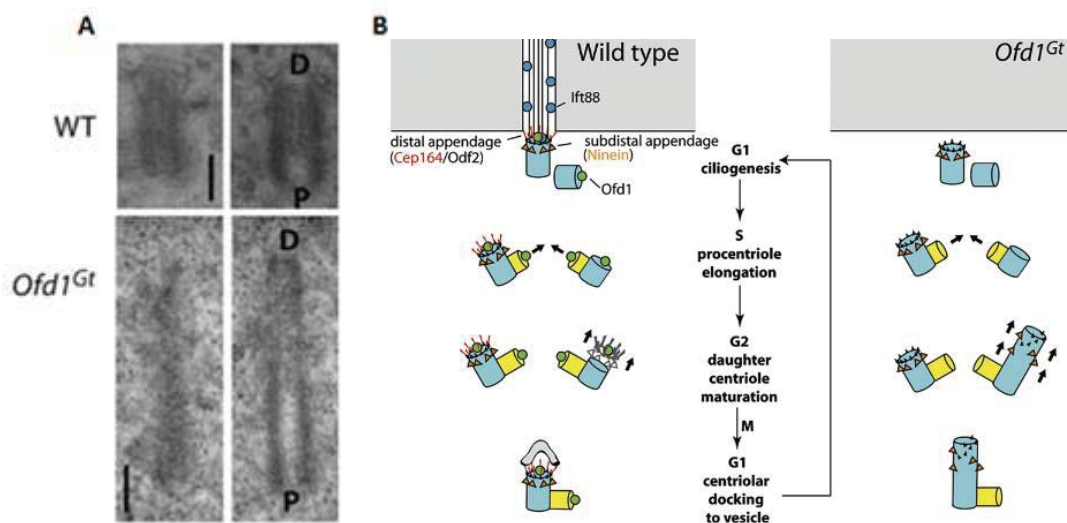 A
WT
D
P
Ofd1Gt
D
P
B
Wild type
Ift88
distal appendage
(Cep164/Odf2)
subdistal appendage
(Ninein)
Ofd1
G1
ciliogenesis
S
procentriole
elongation
G2
daughter
centriole
maturation
M
G1
centriolar
docking
to vesicle
Ofd1Gt